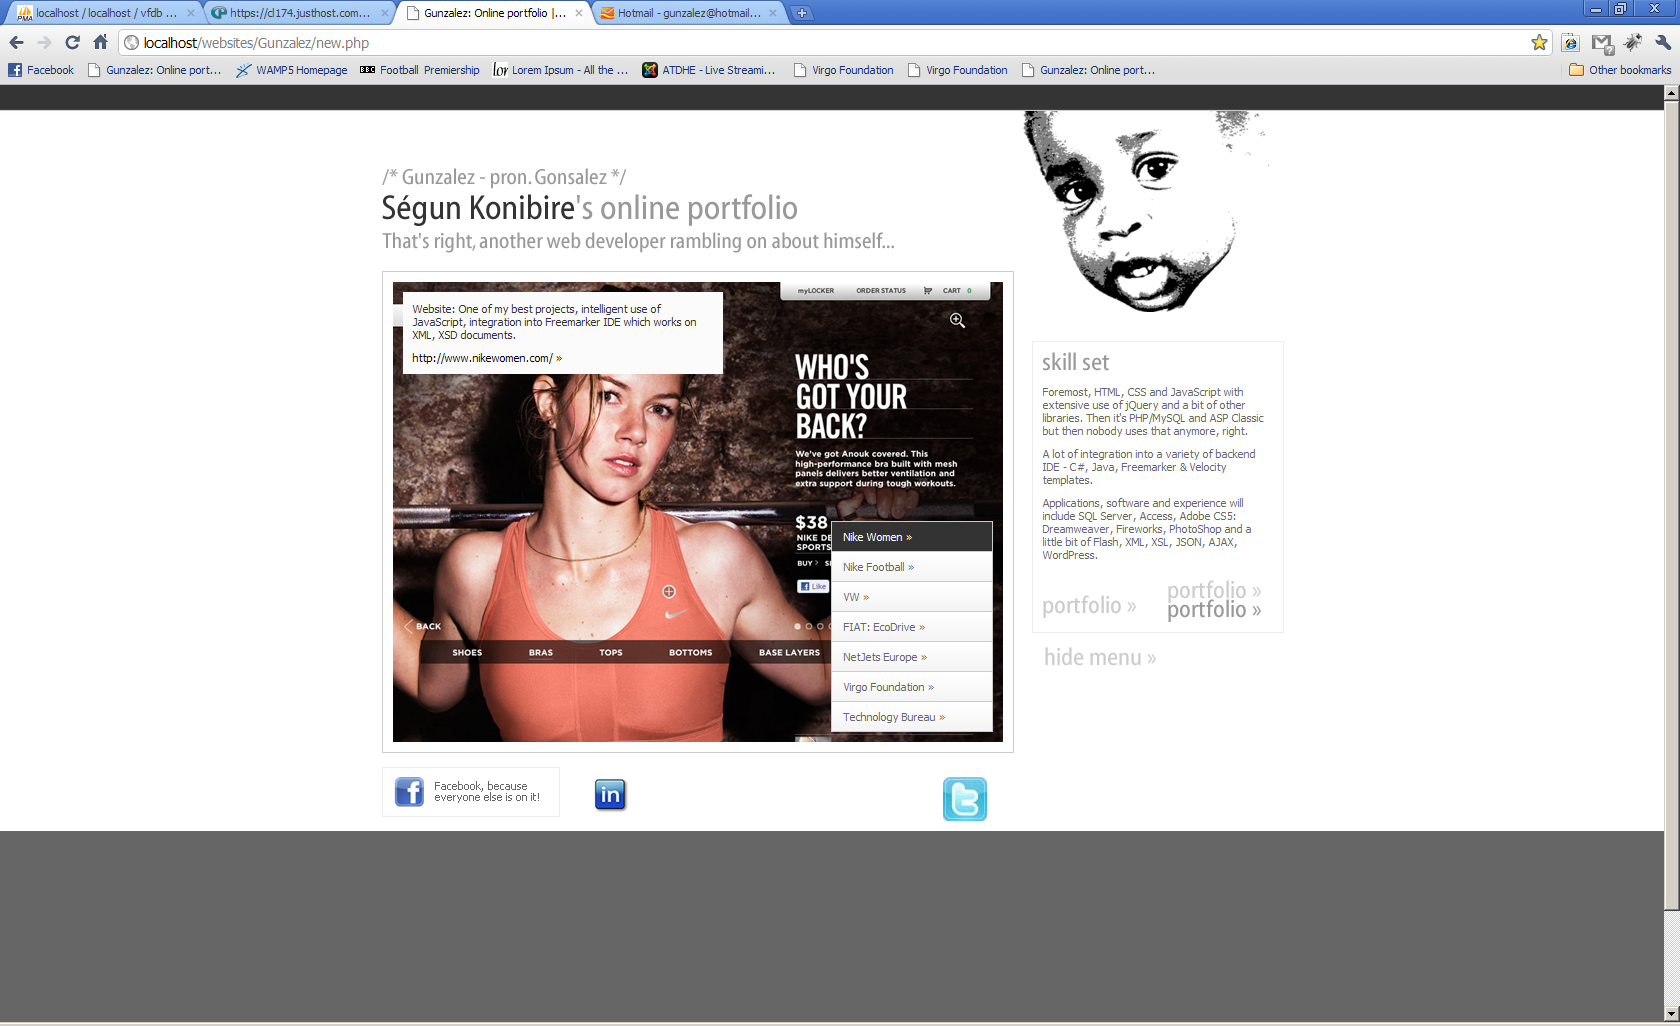 localhost / localhost / vfdb ...
https://cl174.justhost.com...
Gunzalez: Online portfolio |...
Hotmail - gunzalez@hotmail...
localhost/websites/Gunzalez/new.php
Facebook
Gunzalez: Online port...
WAMP5 Homepage
BBC Football Premiership
lor Lorem Ipsum - All the ...
ATDHE - Live Streami...
Virgo Foundation
Virgo Foundation
Gunzalez: Online port...
Other bookmarks
/* Gunzalez - pron. Gonsalez */
Ségun Konibire's online portfolio
That's right, another web developer rambling on about himself...
myLOCKER ORDER STATUS CART 0
Website: One of my best projects, intelligent use of
JavaScript, integration into Freemarker IDE which works on
XML, XSD documents.
http://www.nikewomen.com/ »
WHO'S
GOT YOUR
BACK?
We've got Anouk covered. This
high-performance bra built with mesh
panels delivers better ventilation and
extra support during tough workouts.
$38
NIKE DE
SPORTS
BUY
Like
BACK
SHOES BRAS TOPS BOTTOMS BASE LAYERS
Nike Women »
Nike Football »
VW »
FIAT: EcoDrive »
NetJets Europe »
Virgo Foundation »
Technology Bureau »
skill set
Foremost, HTML, CSS and JavaScript with
extensive use of jQuery and a bit of other
libraries. Then it's PHP/MySQL and ASP Classic
but then nobody uses that anymore, right.
A lot of integration into a variety of backend
IDE - C#, Java, Freemarker & Velocity
templates.
Applications, software and experience will
include SQL Server, Access, Adobe CS5:
Dreamweaver, Fireworks, PhotoShop and a
little bit of Flash, XML, XSL, JSON, AJAX,
WordPress.
portfolio »
portfolio »
portfolio »
hide menu »
Facebook, because
everyone else is on it!
in